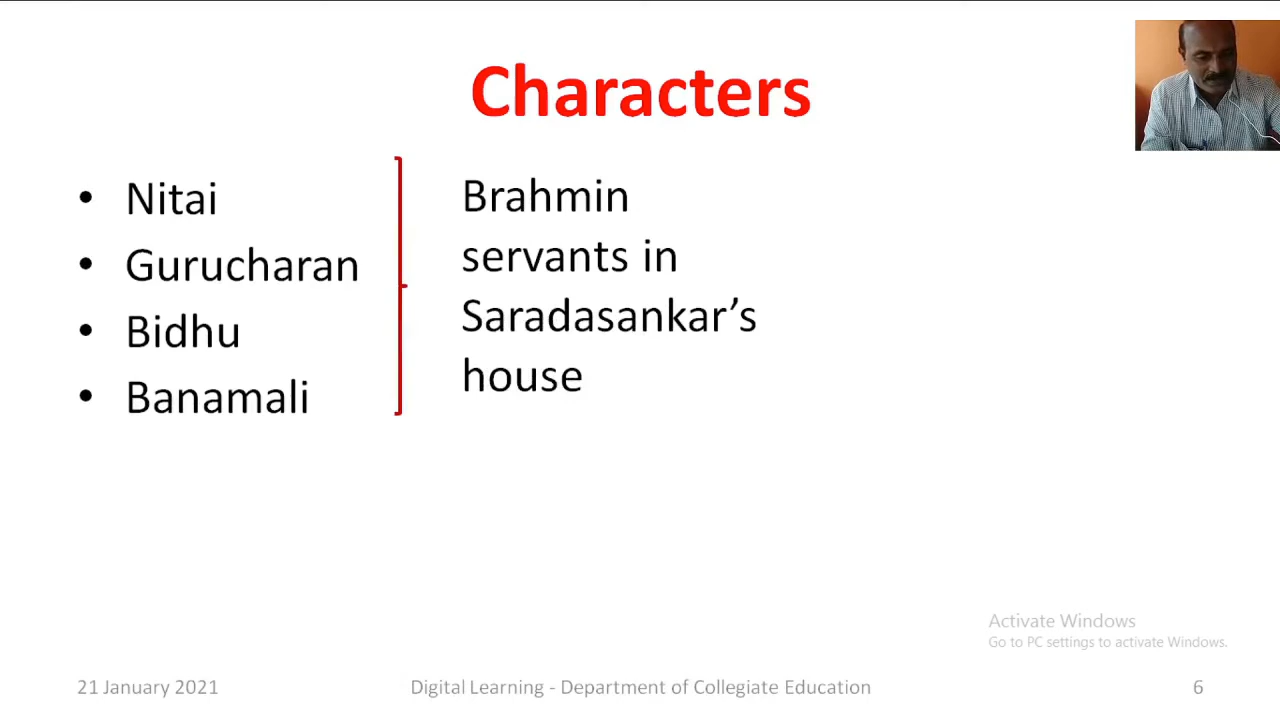 Characters
• Nitai
• Gurucharan
• Bidhu
• Banamali
Brahmin
servants in
Saradasankar’s
house
Activate Windows
Go to PC settings to activate Windows.
21 January 2021
Digital Learning - Department of Collegiate Education
6